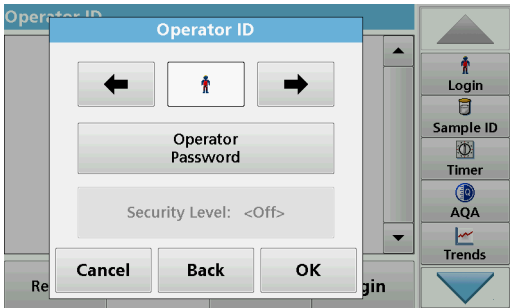 Operator ID
Operator ID
Login
Sample ID
Operator
Password
Timer
Security Level: <Off>
AQA
Trends
Cancel
Back
OK